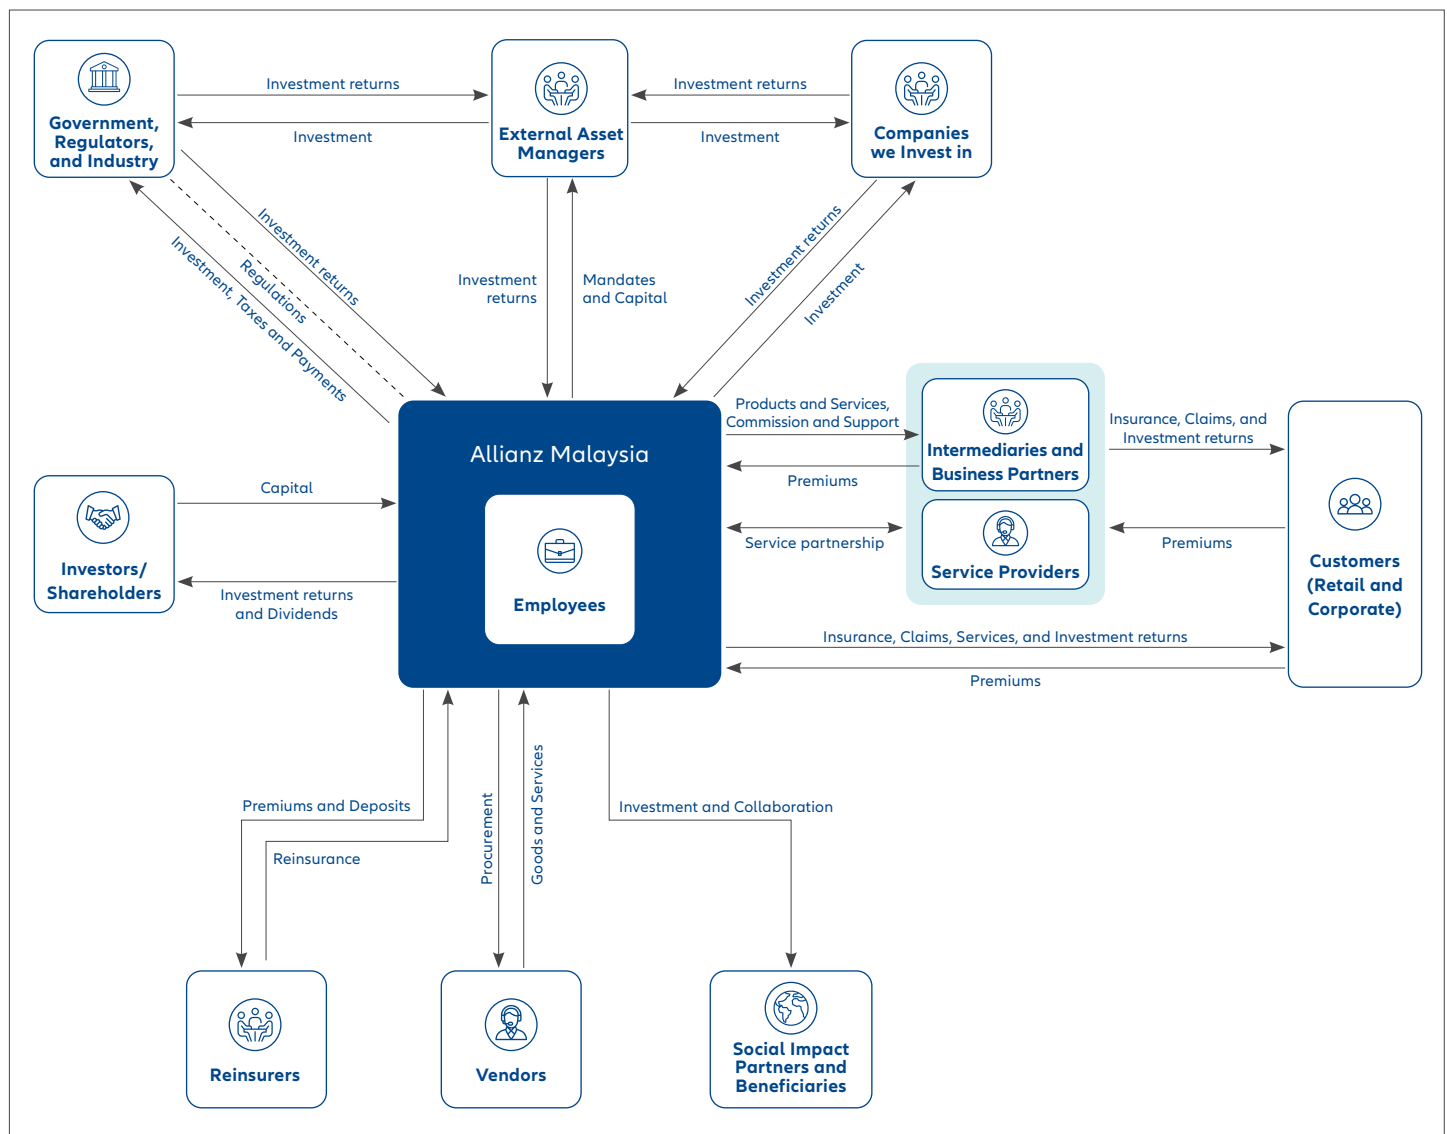 Government,
Regulators,
and Industry
Investment returns
Investment
External Asset
Managers
Investment returns
Investment
Companies
we Invest in
Investment returns
Regulations
Investment, Taxes and Payments
Investment
returns
Mandates
and Capital
Investment returns
Investment
Allianz Malaysia
Employees
Products and Services,
Commission and Support
Premiums
Service partnership
Intermediaries and
Business Partners
Service Providers
Insurance, Claims, and
Investment returns
Premiums
Customers
(Retail and
Corporate)
Investors/
Shareholders
Capital
Investment returns
and Dividends
Insurance, Claims, Services, and Investment returns
Premiums
Premiums and Deposits
Reinsurance
Procurement
Goods and Services
Investment and Collaboration
Reinsurers
Vendors
Social Impact
Partners and
Beneficiaries